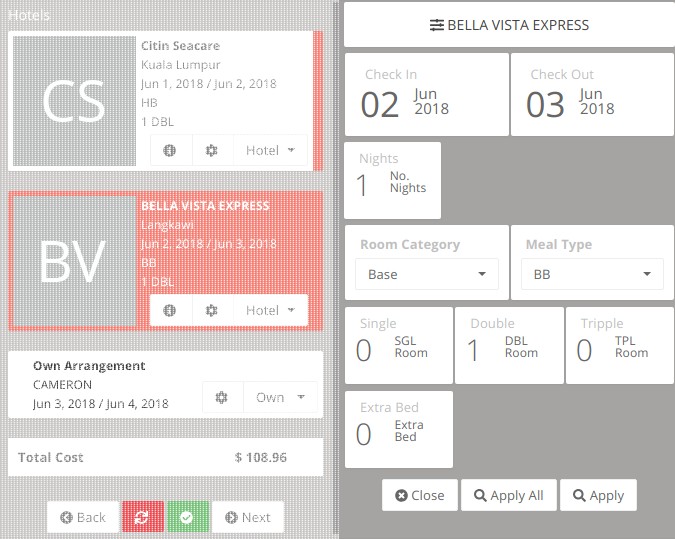 Hotels
CS
Citin Seacare
Kuala Lumpur
Jun 1, 2018 / Jun 2, 2018
HB
1 DBL
Hotel
BV
BELLA VISTA EXPRESS
Langkawi
Jun 2, 2018 / Jun 3, 2018
BB
1 DBL
Hotel
Own Arrangement
CAMERON
Jun 3, 2018 / Jun 4, 2018
Own
Total Cost $ 108.96
Back Next
BELLA VISTA EXPRESS
Check In
02 Jun 2018
Check Out
03 Jun 2018
Nights
1 No. Nights
Room Category
Base
Meal Type
BB
Single
0 SGL Room
Double
1 DBL Room
Tripple
0 TPL Room
Extra Bed
0 Extra Bed
Close Apply All Apply